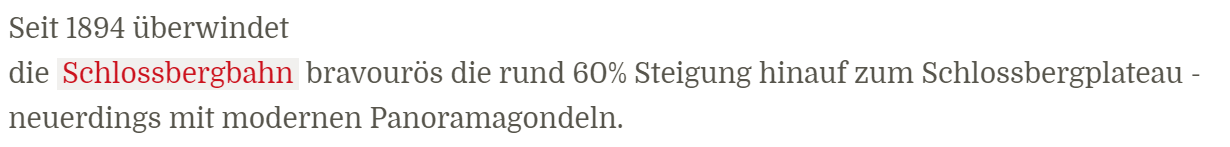 Seit 1894 überwindet
die Schlossbergbahn bravourös die rund 60% Steigung hinauf zum Schlossbergplateau -
neuerdings mit modernen Panoramagondeln.